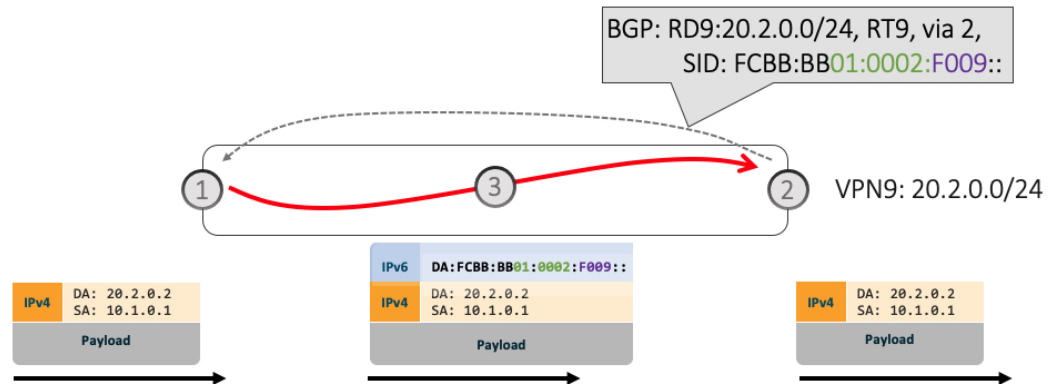 BGP: RD9:20.2.0.0/24, RT9, via 2,
SID: FCBB:BB01:0002:F009::
1
3
2
VPN9: 20.2.0.0/24
IPv6 DA:FCBB:BB01:0002:F009::
IPv4 DA: 20.2.0.2
SA: 10.1.0.1
Payload
IPv4 DA: 20.2.0.2
SA: 10.1.0.1
Payload
IPv4 DA: 20.2.0.2
SA: 10.1.0.1
Payload